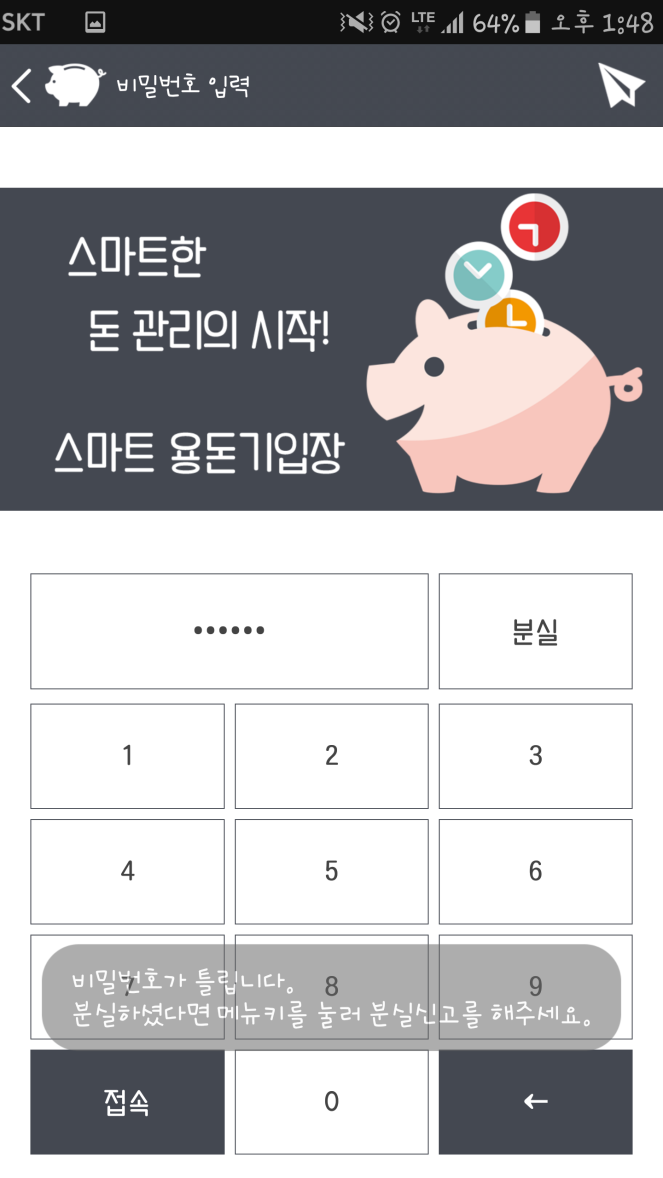 SKT LTE 64% 오후 1:48
비밀번호 입력
스마트한
돈 관리의 시작!
스마트 용돈기입장
•••••• 분실
1 2 3
4 5 6
7 8 9
비밀번호가 틀립니다.
분실하셨다면 메뉴키를 눌러 분실신고를 해주세요.
접속 0 ←